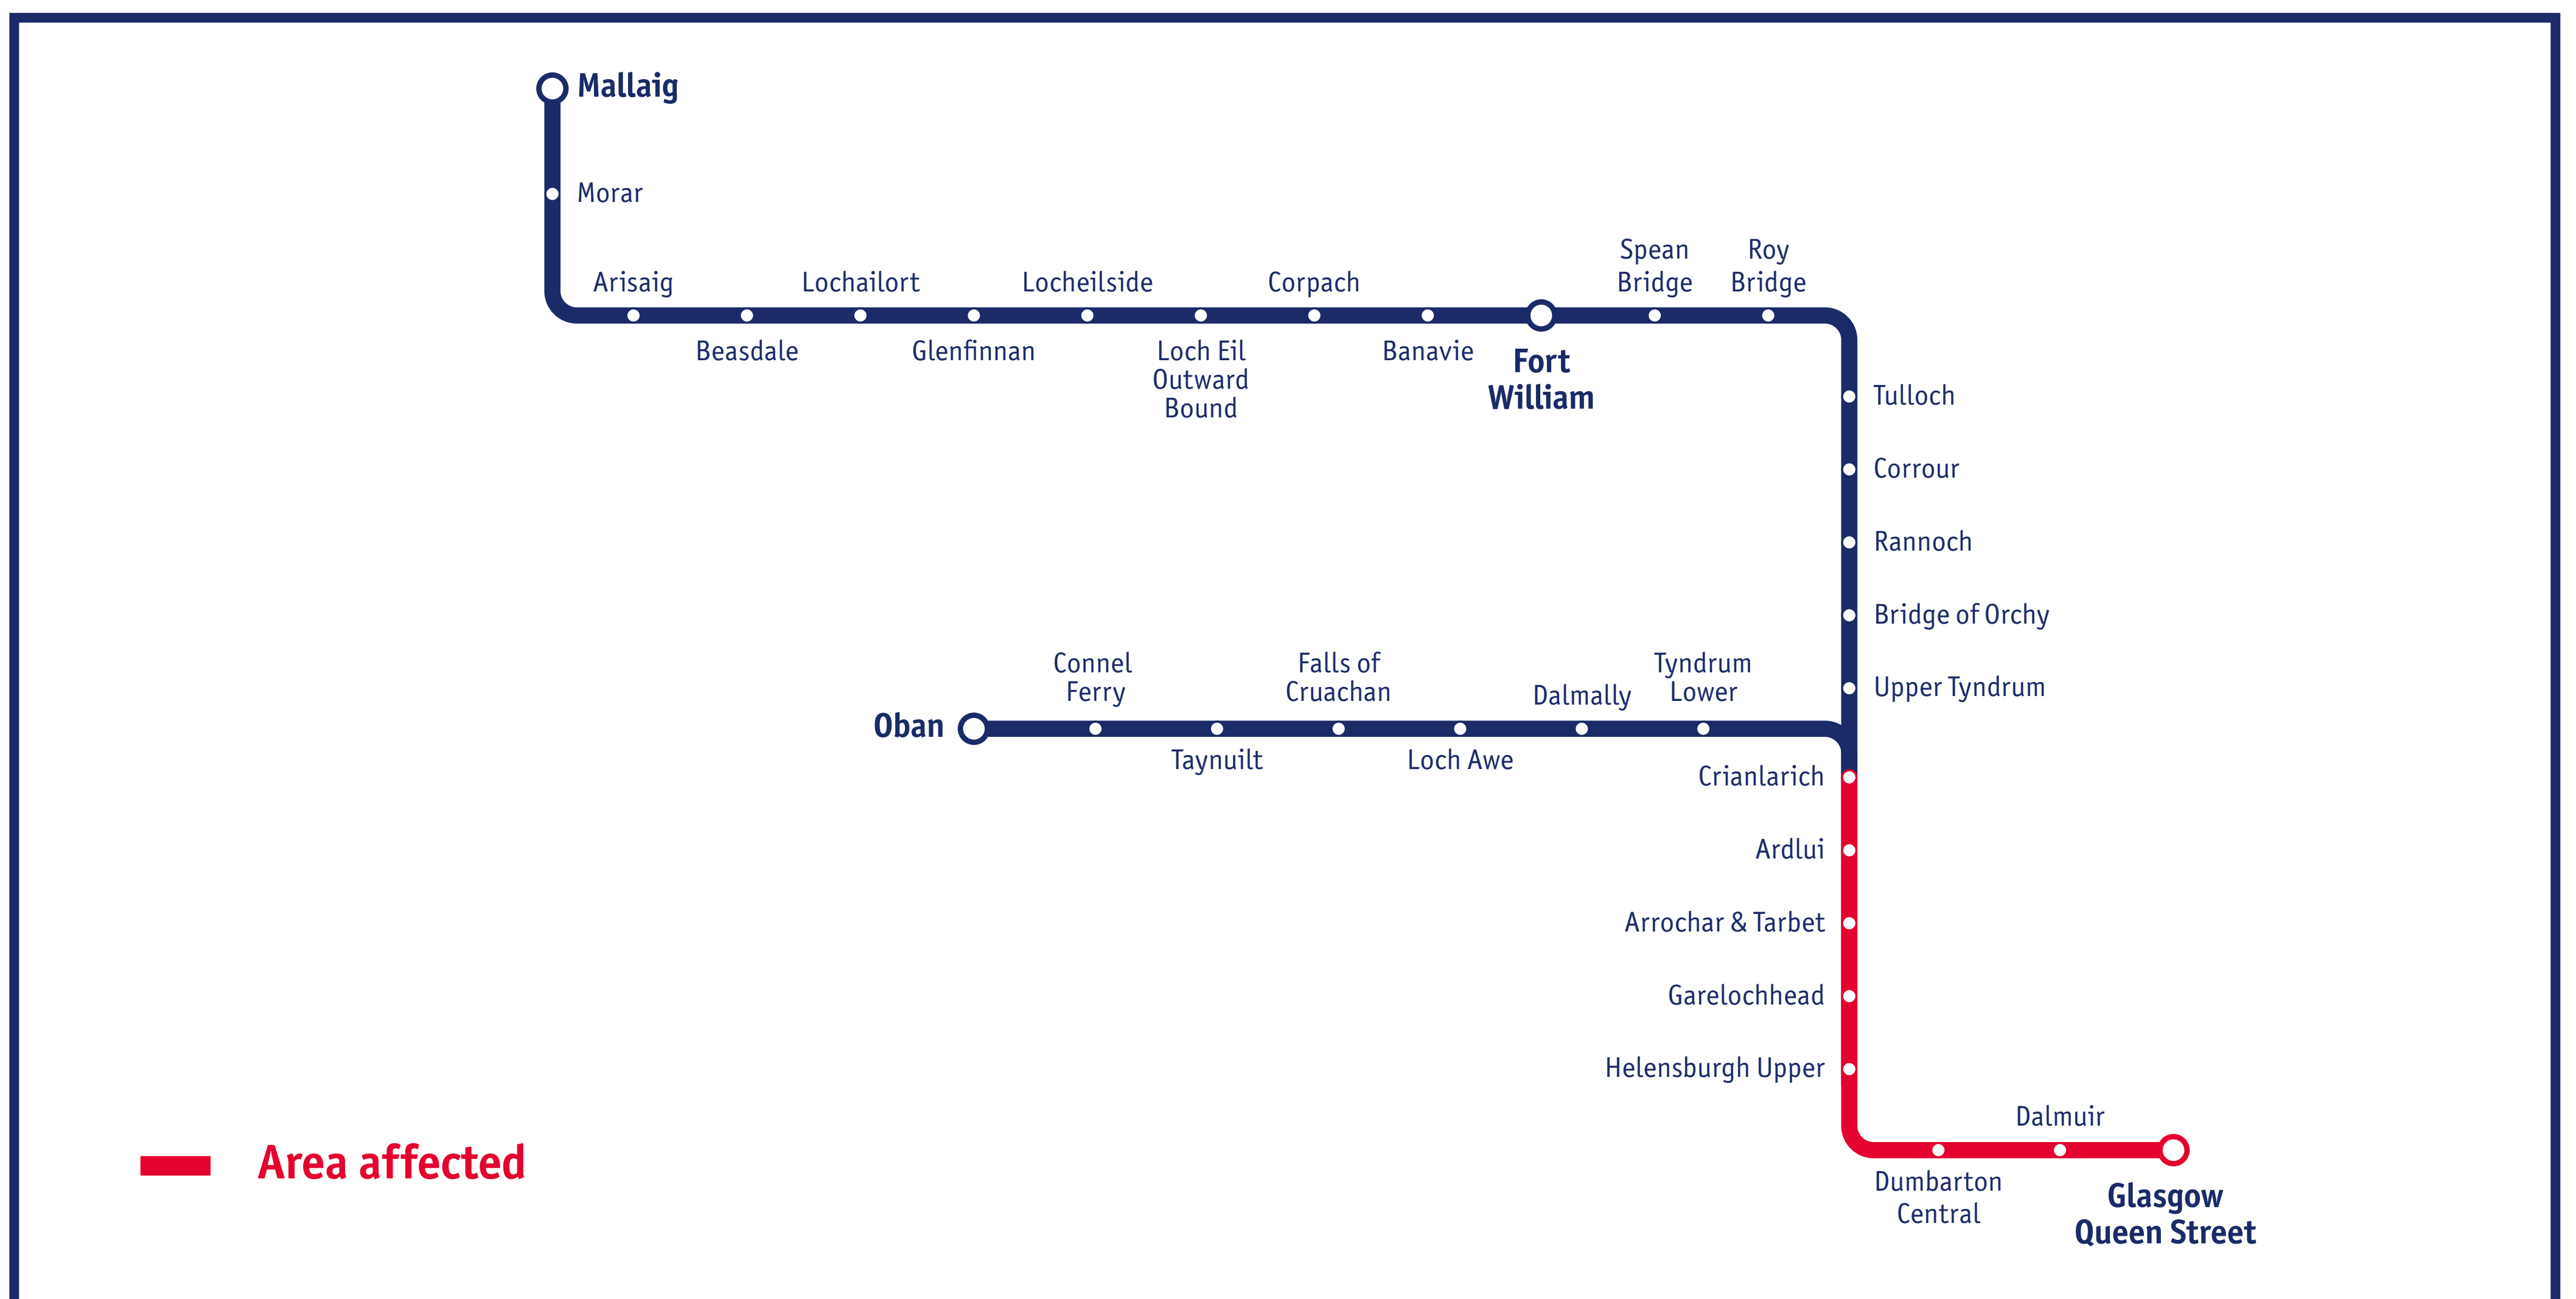 Mallaig
Morar
Arisaig
Beasdale
Lochailort
Glenfinnan
Locheilside
Loch Eil
Outward
Bound
Corpach
Banavie
Fort
William
Spean
Bridge
Roy
Bridge
Tulloch
Corrour
Rannoch
Bridge of Orchy
Upper Tyndrum
Oban
Connel
Ferry
Taynuilt
Falls of
Cruachan
Loch Awe
Dalmally
Tyndrum
Lower
Crianlarich
Ardlui
Arrochar & Tarbet
Garelochhead
Helensburgh Upper
Dumbarton
Central
Dalmuir
Glasgow
Queen Street
Area affected